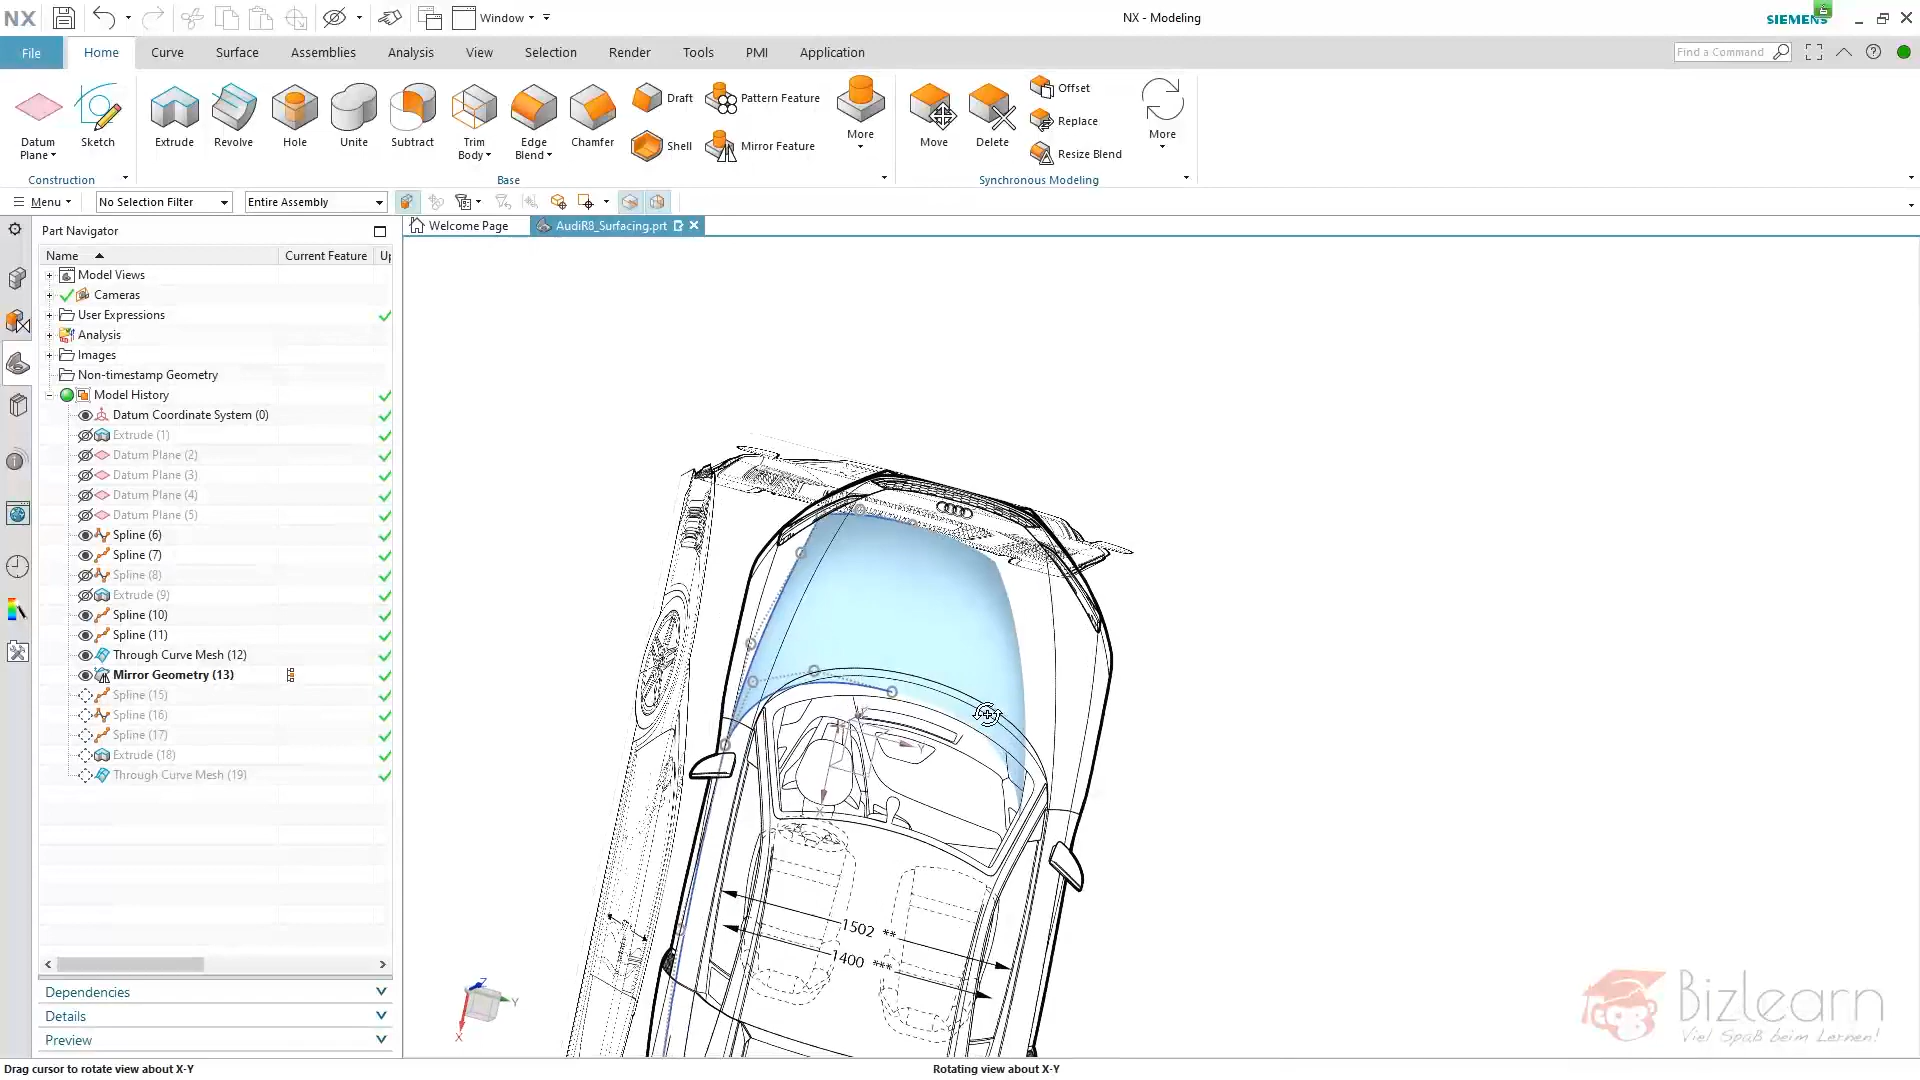 NX
Window
NX - Modeling
SIEMENS
File
Home
Curve
Surface
Assemblies
Analysis
View
Selection
Render
Tools
PMI
Application
Find a Command
Datum
Plane
Sketch
Extrude
Revolve
Hole
Unite
Subtract
Trim
Body
Edge
Blend
Chamfer
Draft
Shell
Pattern Feature
Mirror Feature
More
Move
Delete
Offset
Replace
Resize Blend
More
Construction
Base
Synchronous Modeling
Menu
No Selection Filter
Entire Assembly
Part Navigator
Welcome Page
AudiR8_Surfacing.prt
Name
Current Feature
Up
Model Views
Cameras
User Expressions
Analysis
Images
Non-timestamp Geometry
Model History
Datum Coordinate System (0)
Extrude (1)
Datum Plane (2)
Datum Plane (3)
Datum Plane (4)
Datum Plane (5)
Spline (6)
Spline (7)
Spline (8)
Extrude (9)
Spline (10)
Spline (11)
Through Curve Mesh (12)
Mirror Geometry (13)
Spline (15)
Spline (16)
Spline (17)
Extrude (18)
Through Curve Mesh (19)
Y
X
1502 **
1400 ***
Dependencies
Details
Preview
Z
Y
X
Bizlearn
Viel Spaß beim Lernen!
Drag cursor to rotate view about X-Y
Rotating view about X-Y